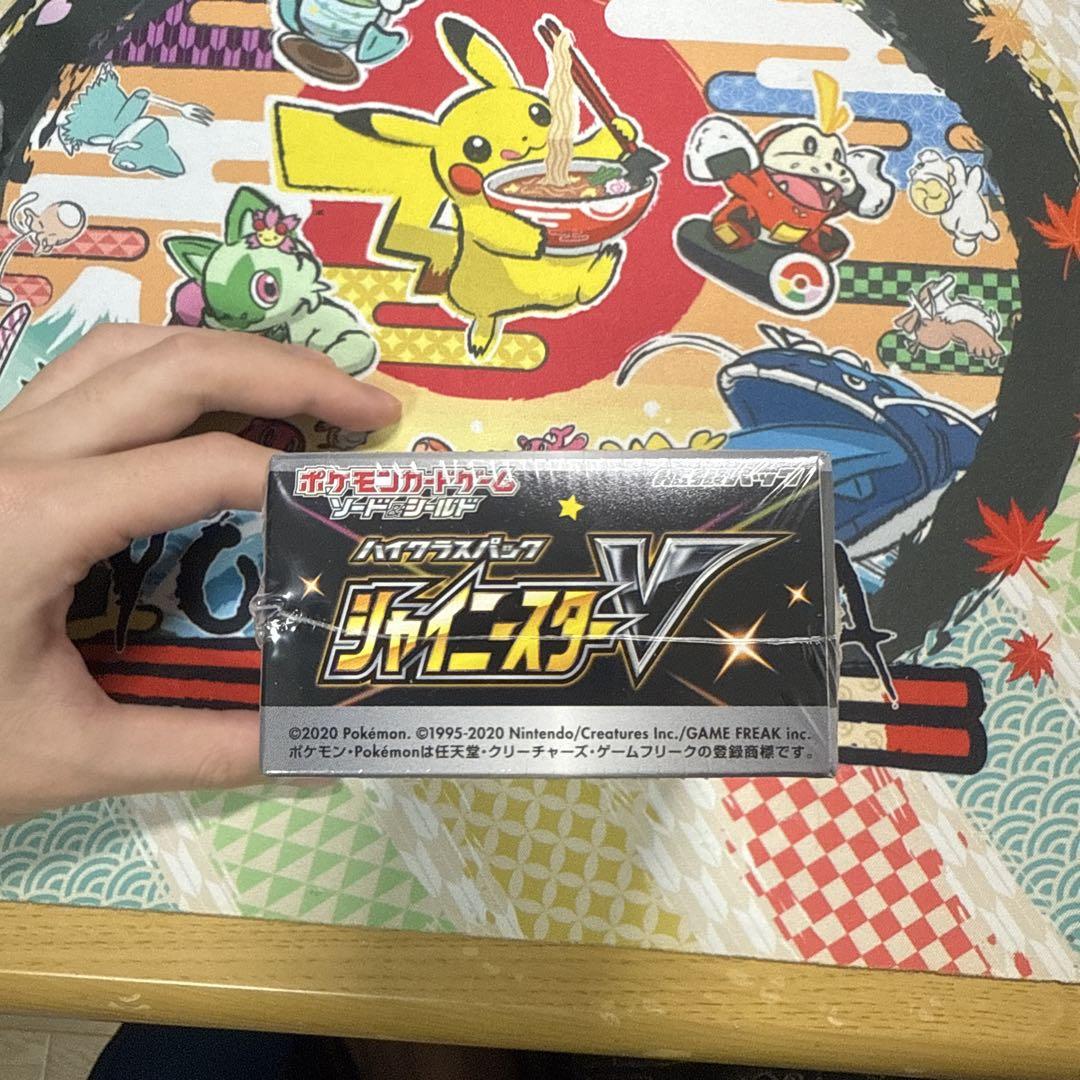 ポケモンカードゲーム
ソード&シールド
ハイクラスパック
シャイニースターV
©2020 Pokémon. ©1995-2020 Nintendo/Creatures Inc./GAME FREAK inc.
ポケモン・Pokémonは任天堂・クリーチャーズ・ゲームフリークの登録商標です。